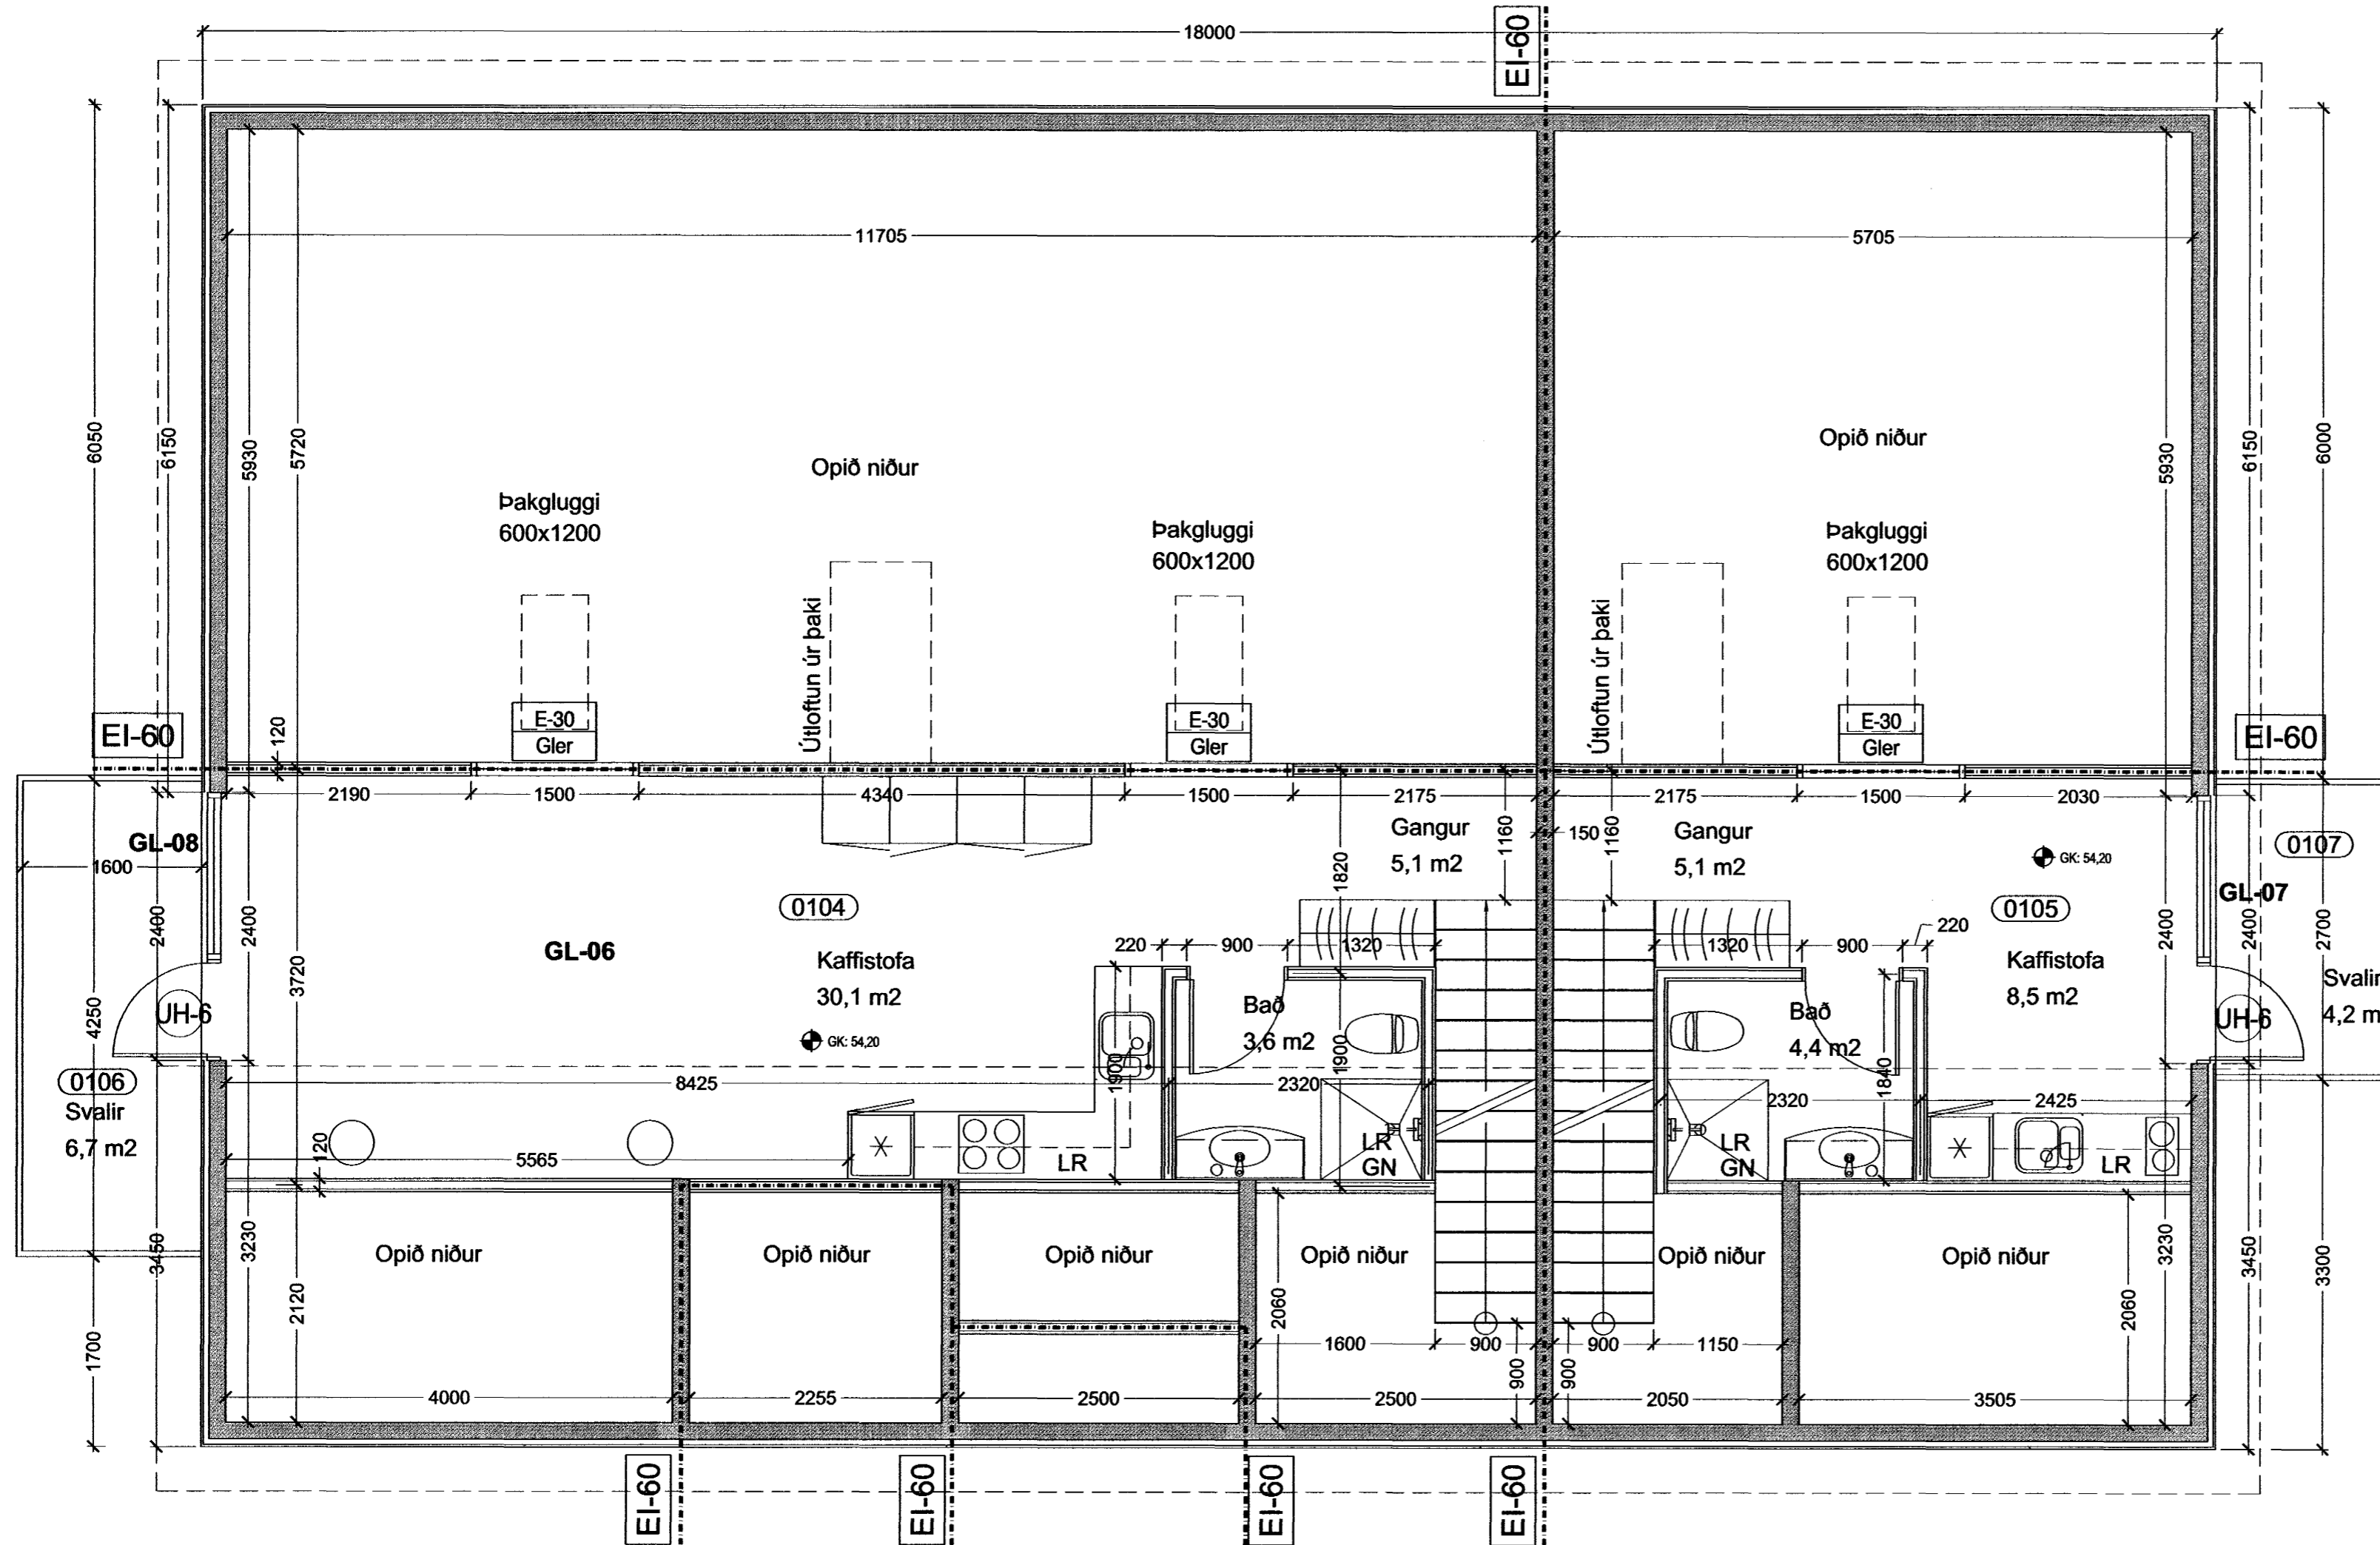 18000
EI-60
11705
5705
6050
6150
5930
5720
5930
6150
6000
Opið niður
Opið niður
Þakgluggi
600x1200
Þakgluggi
600x1200
Þakgluggi
600x1200
Útloftun úr þaki
Útloftun úr þaki
E-30
Gler
E-30
Gler
E-30
Gler
EI-60
120
EI-60
2190
1500
4340
1500
2175
2175
1500
2030
GL-08
1600
Gangur
5,1 m2
1160
150
1160
Gangur
5,1 m2
GK: 54,20
0107
1820
0104
0105
GL-07
2400
2400
3720
GL-06
Kaffistofa
30,1 m2
GK: 54,20
220
900
1320
1320
900
220
Kaffistofa
8,5 m2
2400
2400
2700
Svalir
4,2 m
UH-6
4250
Bað
3,6 m2
1900
1900
Bað
4,4 m2
1840
UH-6
0106
Svalir
6,7 m2
8425
2320
2320
2425
120
5565
LR
LR
GN
LR
GN
LR
3450
3230
2120
1700
Opið niður
Opið niður
Opið niður
Opið niður
Opið niður
Opið niður
2060
2060
3230
3450
3300
1600
900
900
1150
900
900
4000
2255
2500
2500
2050
3505
EI-60
EI-60
EI-60
EI-60